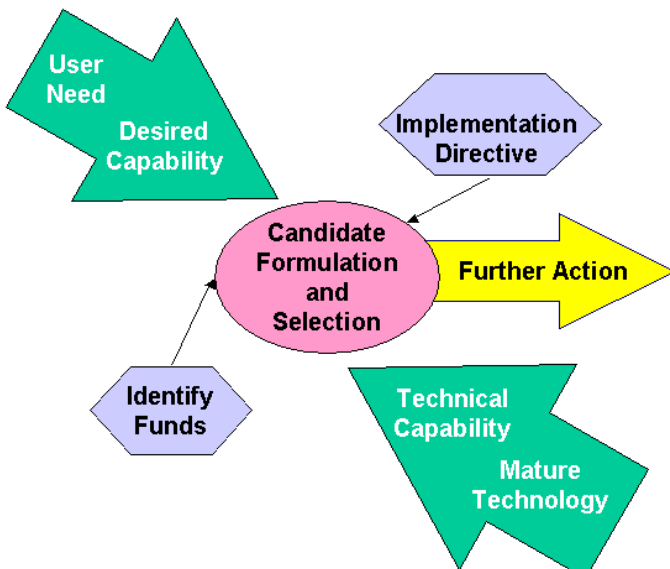 User
Need
Desired
Capability
Implementation
Directive
Candidate
Formulation
and
Selection
Further Action
Identify
Funds
Technical
Capability
Mature
Technology